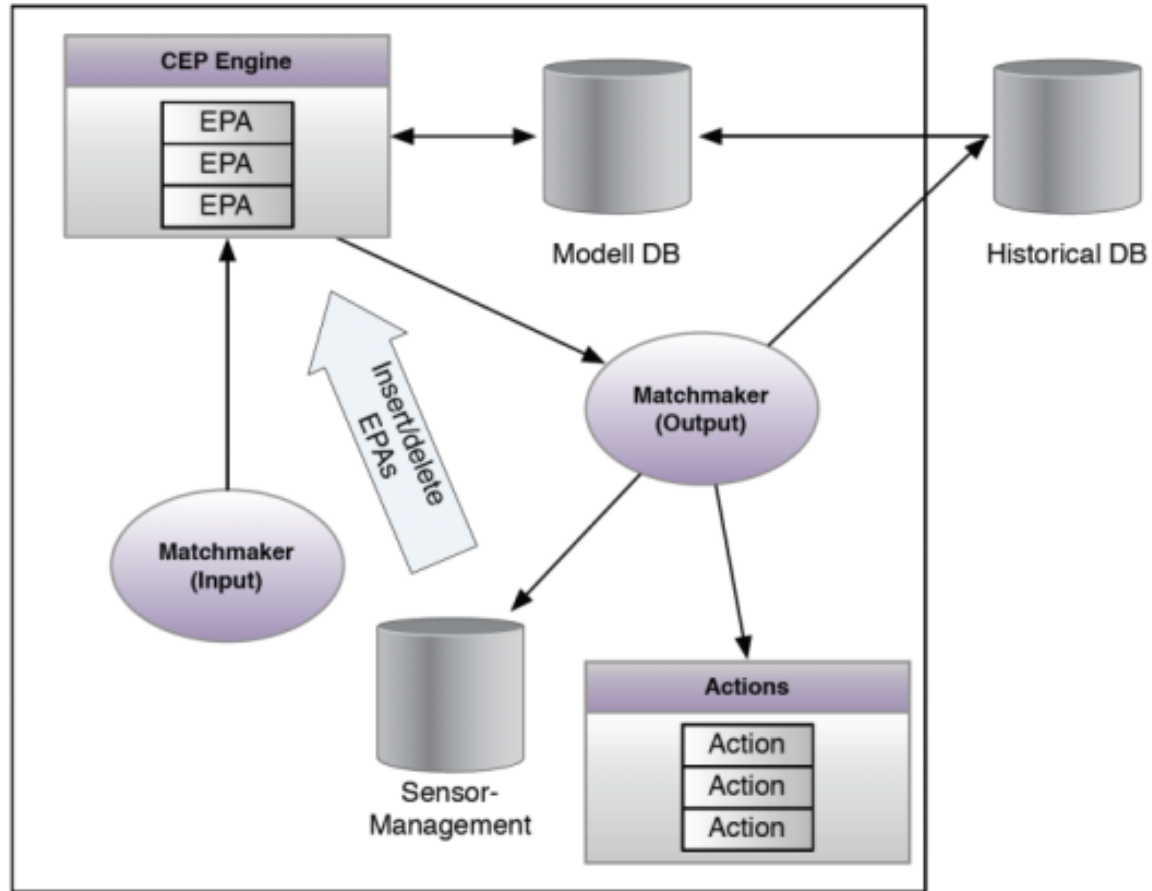 CEP Engine
EPA
EPA
EPA
Modell DB
Historical DB
Insert/delete
EPAs
Matchmaker
(Output)
Matchmaker
(Input)
Sensor-
Management
Actions
Action
Action
Action